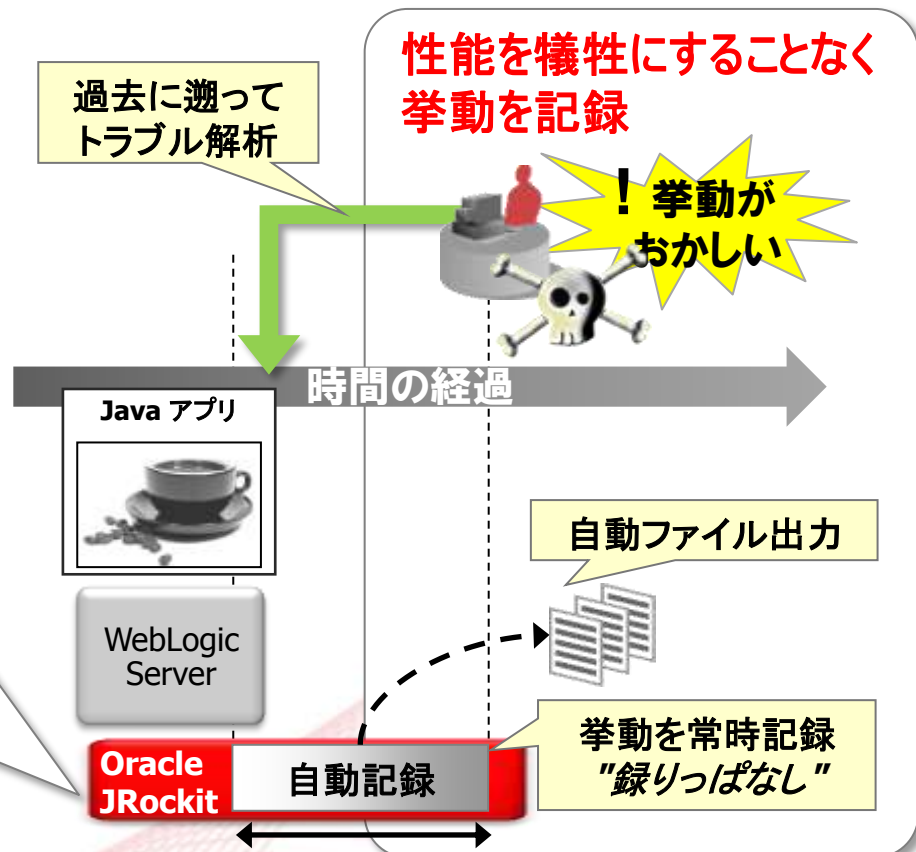 性能を犠牲にすることなく
挙動を記録
過去に遡って
トラブル解析
！挙動が
おかしい
時間の経過
Java アプリ
自動ファイル出力
WebLogic
Server
挙動を常時記録
"録りっぱなし"
Oracle
JRockit
自動記録